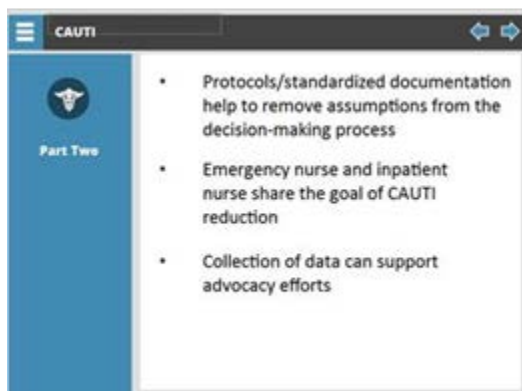 CAUTI
Part Two
• Protocols/standardized documentation
help to remove assumptions from the
decision-making process
• Emergency nurse and inpatient
nurse share the goal of CAUTI
reduction
• Collection of data can support
advocacy efforts